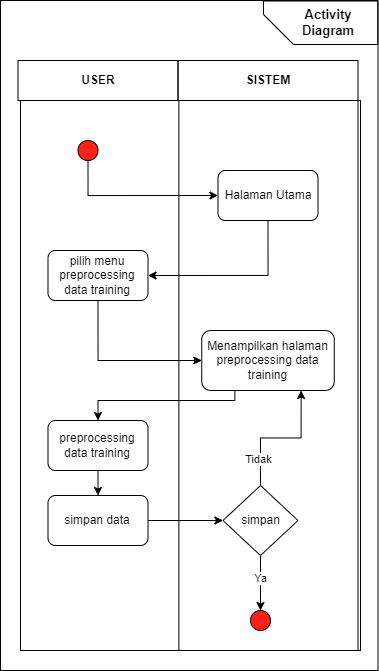 Activity
Diagram
USER
SISTEM
Halaman Utama
pilih menu
preprocessing
data training
Menampilkan halaman
preprocessing data
training
preprocessing
data training
Tidak
simpan data
simpan
Ya